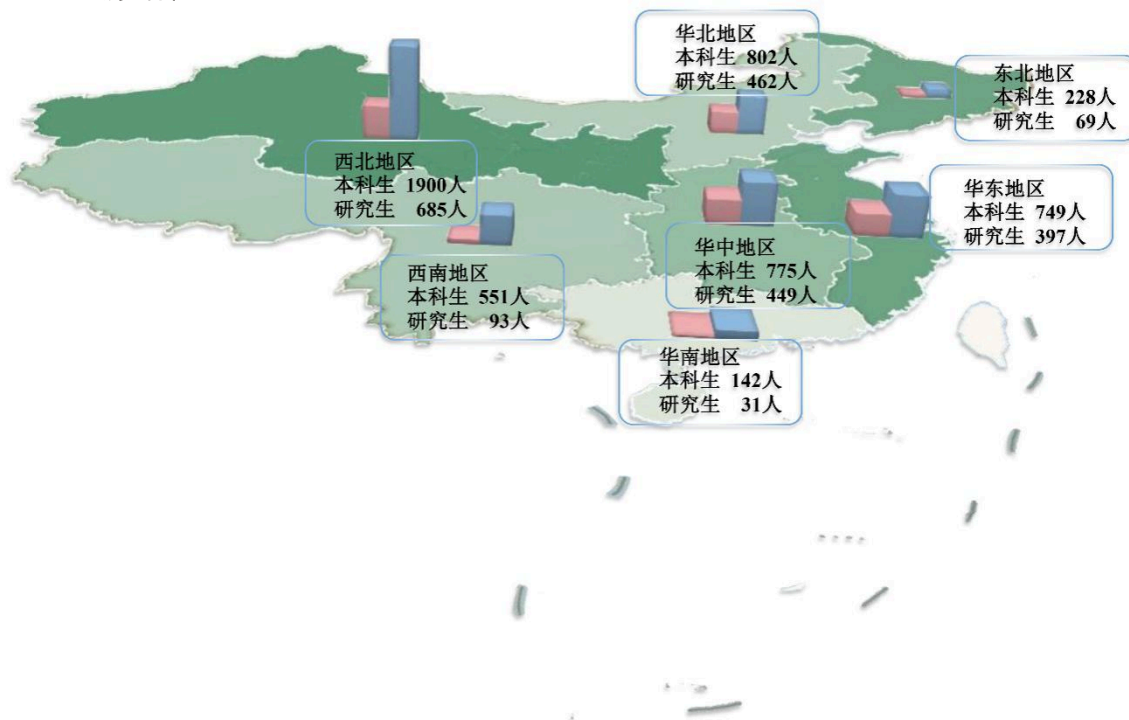 华北地区
本科生 802人
研究生 462人
东北地区
本科生 228人
研究生 69人
西北地区
本科生 1900人
研究生 685人
华东地区
本科生 749人
研究生 397人
华中地区
本科生 775人
研究生 449人
西南地区
本科生 551人
研究生 93人
华南地区
本科生 142人
研究生 31人